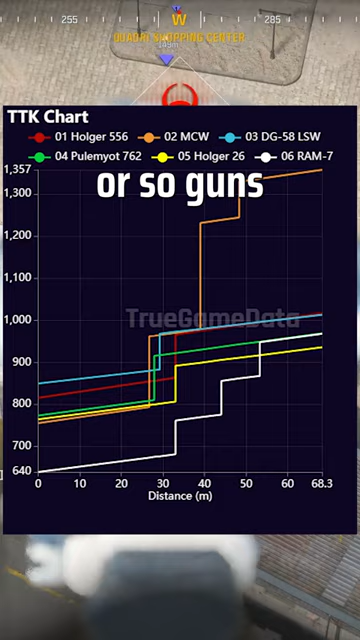 255
W
285
QUADRI SHOPPING CENTER
149m
TTK Chart
01 Holger 556
02 MCW
03 DG-58 LSW
04 Pulemyot 762
05 Holger 26
06 RAM-7
or so guns
1,357
1,300
1,200
1,100
1,000
900
800
700
640
TrueGameData
0
10
20
30
40
50
60
68.3
Distance (m)